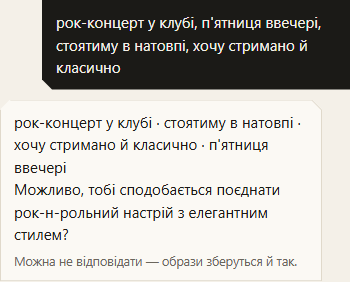 рок-концерт у клубі, п'ятниця ввечері,
стоятиму в натовпі, хочу стримано й
класично
рок-концерт у клубі · стоятиму в натовпі ·
хочу стримано й класично · п'ятниця
ввечері
Можливо, тобі сподобається поєднати
рок-н-рольний настрій з елегантним
стилем?
Можна не відповідати — образи зберуться й так.